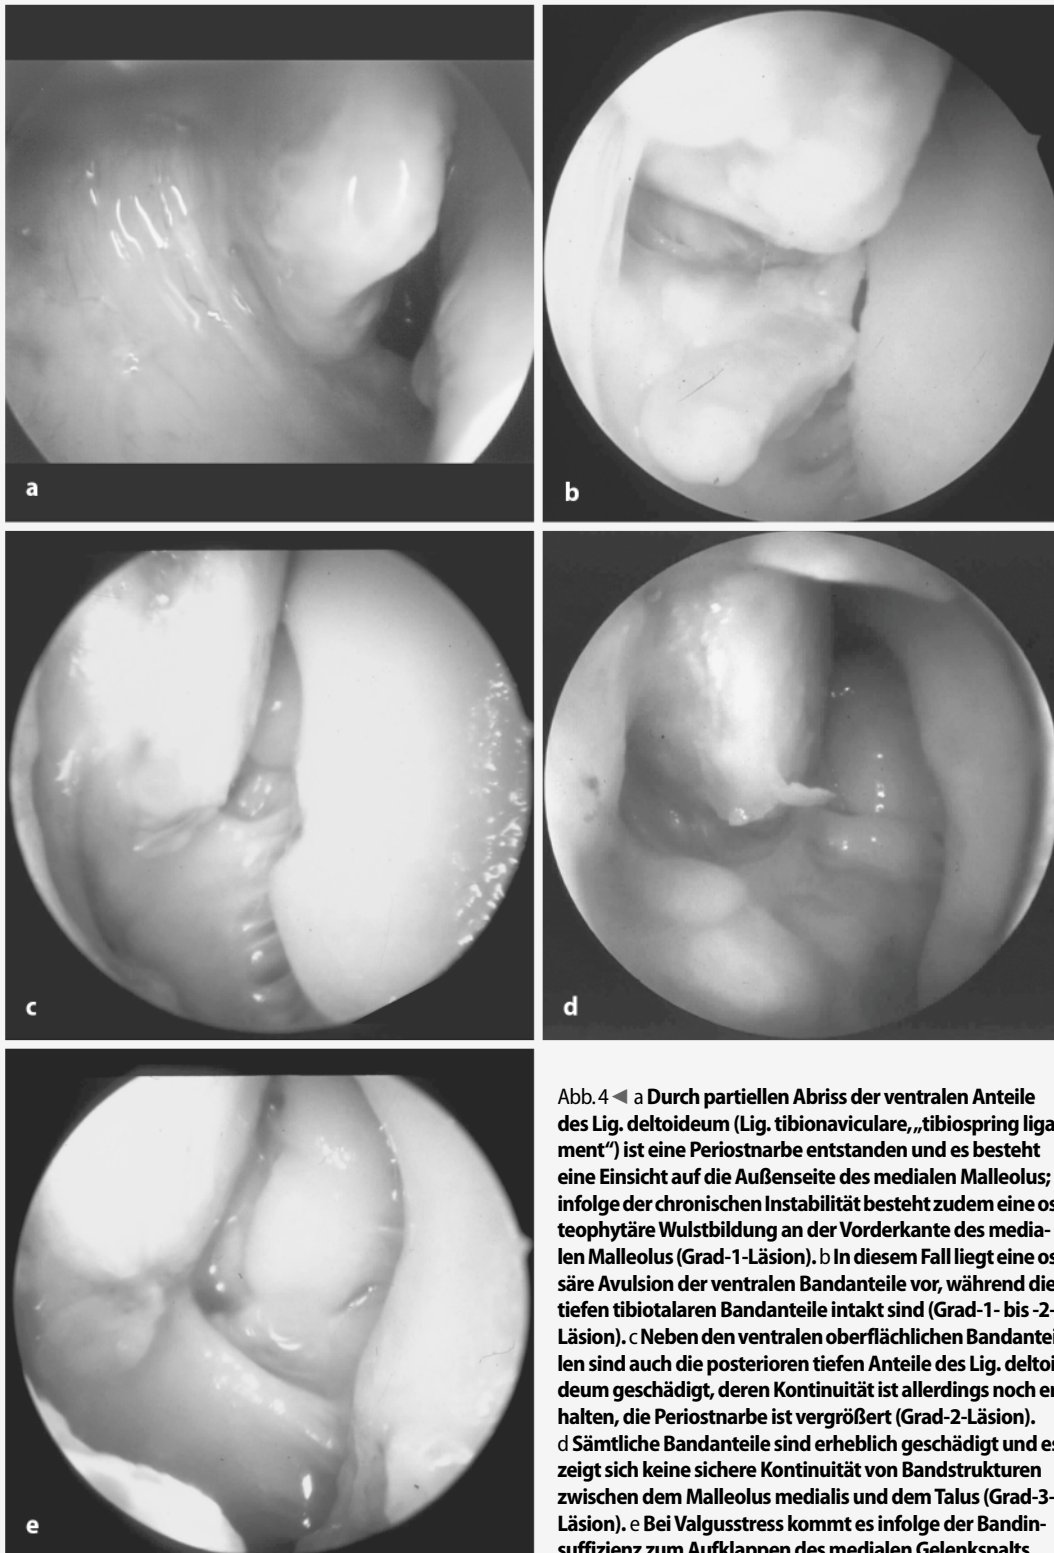 a
b
c
d
e
Abb. 4 ◄ a Durch partiellen Abriss der ventralen Anteile
des Lig. deltoideum (Lig. tibionaviculare, „tibiospring liga
ment“) ist eine Periostnarbe entstanden und es besteht
eine Einsicht auf die Außenseite des medialen Malleolus;
infolge der chronischen Instabilität besteht zudem eine os
teophytäre Wulstbildung an der Vorderkante des media-
len Malleolus (Grad-1-Läsion). b In diesem Fall liegt eine os
säre Avulsion der ventralen Bandanteile vor, während die
tiefen tibiotalaren Bandanteile intakt sind (Grad-1- bis -2-
Läsion). c Neben den ventralen oberflächlichen Bandantei
len sind auch die posterioren tiefen Anteile des Lig. deltoi
deum geschädigt, deren Kontinuität ist allerdings noch er
halten, die Periostnarbe ist vergrößert (Grad-2-Läsion).
d Sämtliche Bandanteile sind erheblich geschädigt und es
zeigt sich keine sichere Kontinuität von Bandstrukturen
zwischen dem Malleolus medialis und dem Talus (Grad-3-
Läsion). e Bei Valgusstress kommt es infolge der Bandin-
suffizienz zum Aufklappen des medialen Gelenkspalts